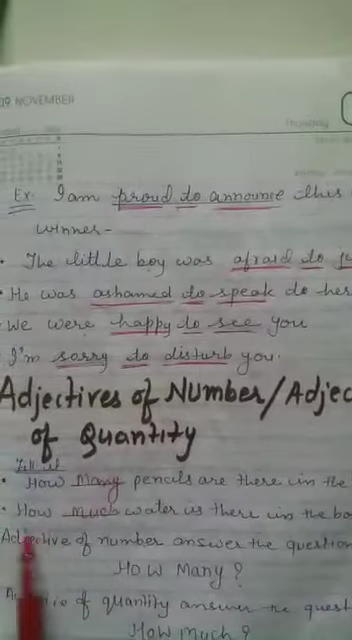 09 NOVEMBER
Thursday
Ex. I am proud to announce this
winner-
• The little boy was afraid to
• He was ashamed to speak to her
• We were happy to see you
I'm sorry to disturb you.
Adjectives of Number/Adjec
of Quantity
• How Many pencils are there in the
• How much water is there in the bo
Adjective of number answer the question
How Many?
of quantity answer the quest
How much?